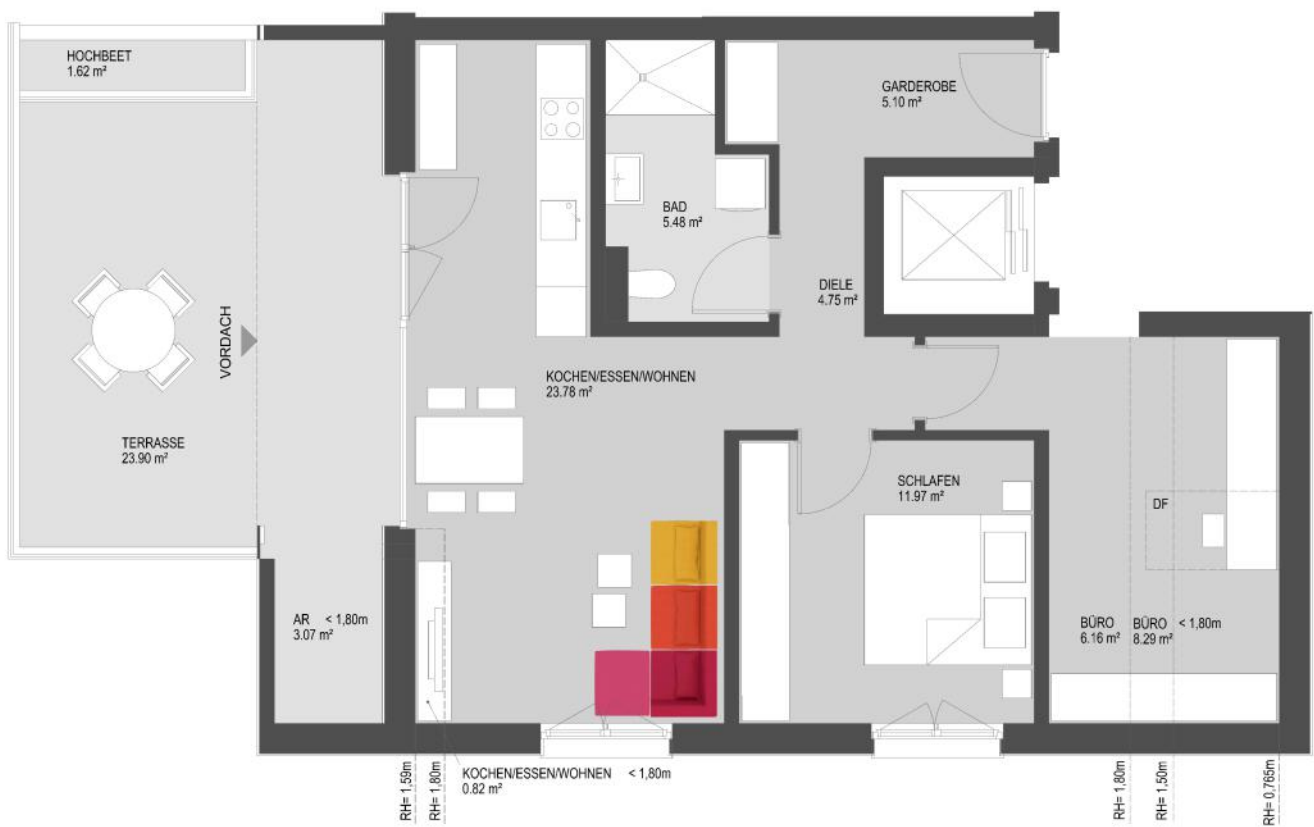 HOCHBEET
1.62 m²
GARDEROBE
5.10 m²
BAD
5.48 m²
DIELE
4.75 m²
VORDACH
KOCHEN/ESSEN/WOHNEN
23.78 m²
TERRASSE
23.90 m²
SCHLAFEN
11.97 m²
DF
AR < 1,80m
3.07 m²
BÜRO
6.16 m²
BÜRO < 1,80m
8.29 m²
KOCHEN/ESSEN/WOHNEN < 1,80m
0.82 m²
RH= 1,59m
RH= 1,80m
RH= 1,80m
RH= 1,50m
RH= 0,765m